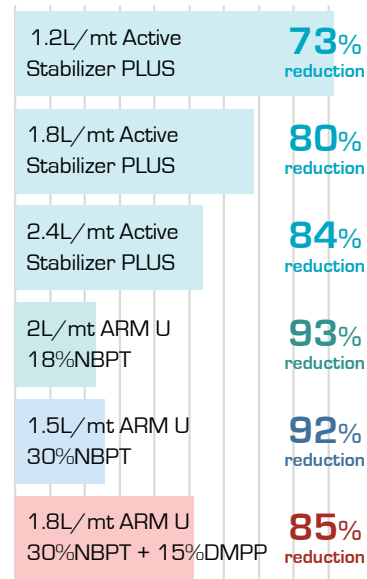 1.2L/mt Active
Stabilizer PLUS
73%
reduction
1.8L/mt Active
Stabilizer PLUS
80%
reduction
2.4L/mt Active
Stabilizer PLUS
84%
reduction
2L/mt ARM U
18%NBPT
93%
reduction
1.5L/mt ARM U
30%NBPT
92%
reduction
1.8L/mt ARM U
30%NBPT + 15%DMPP
85%
reduction